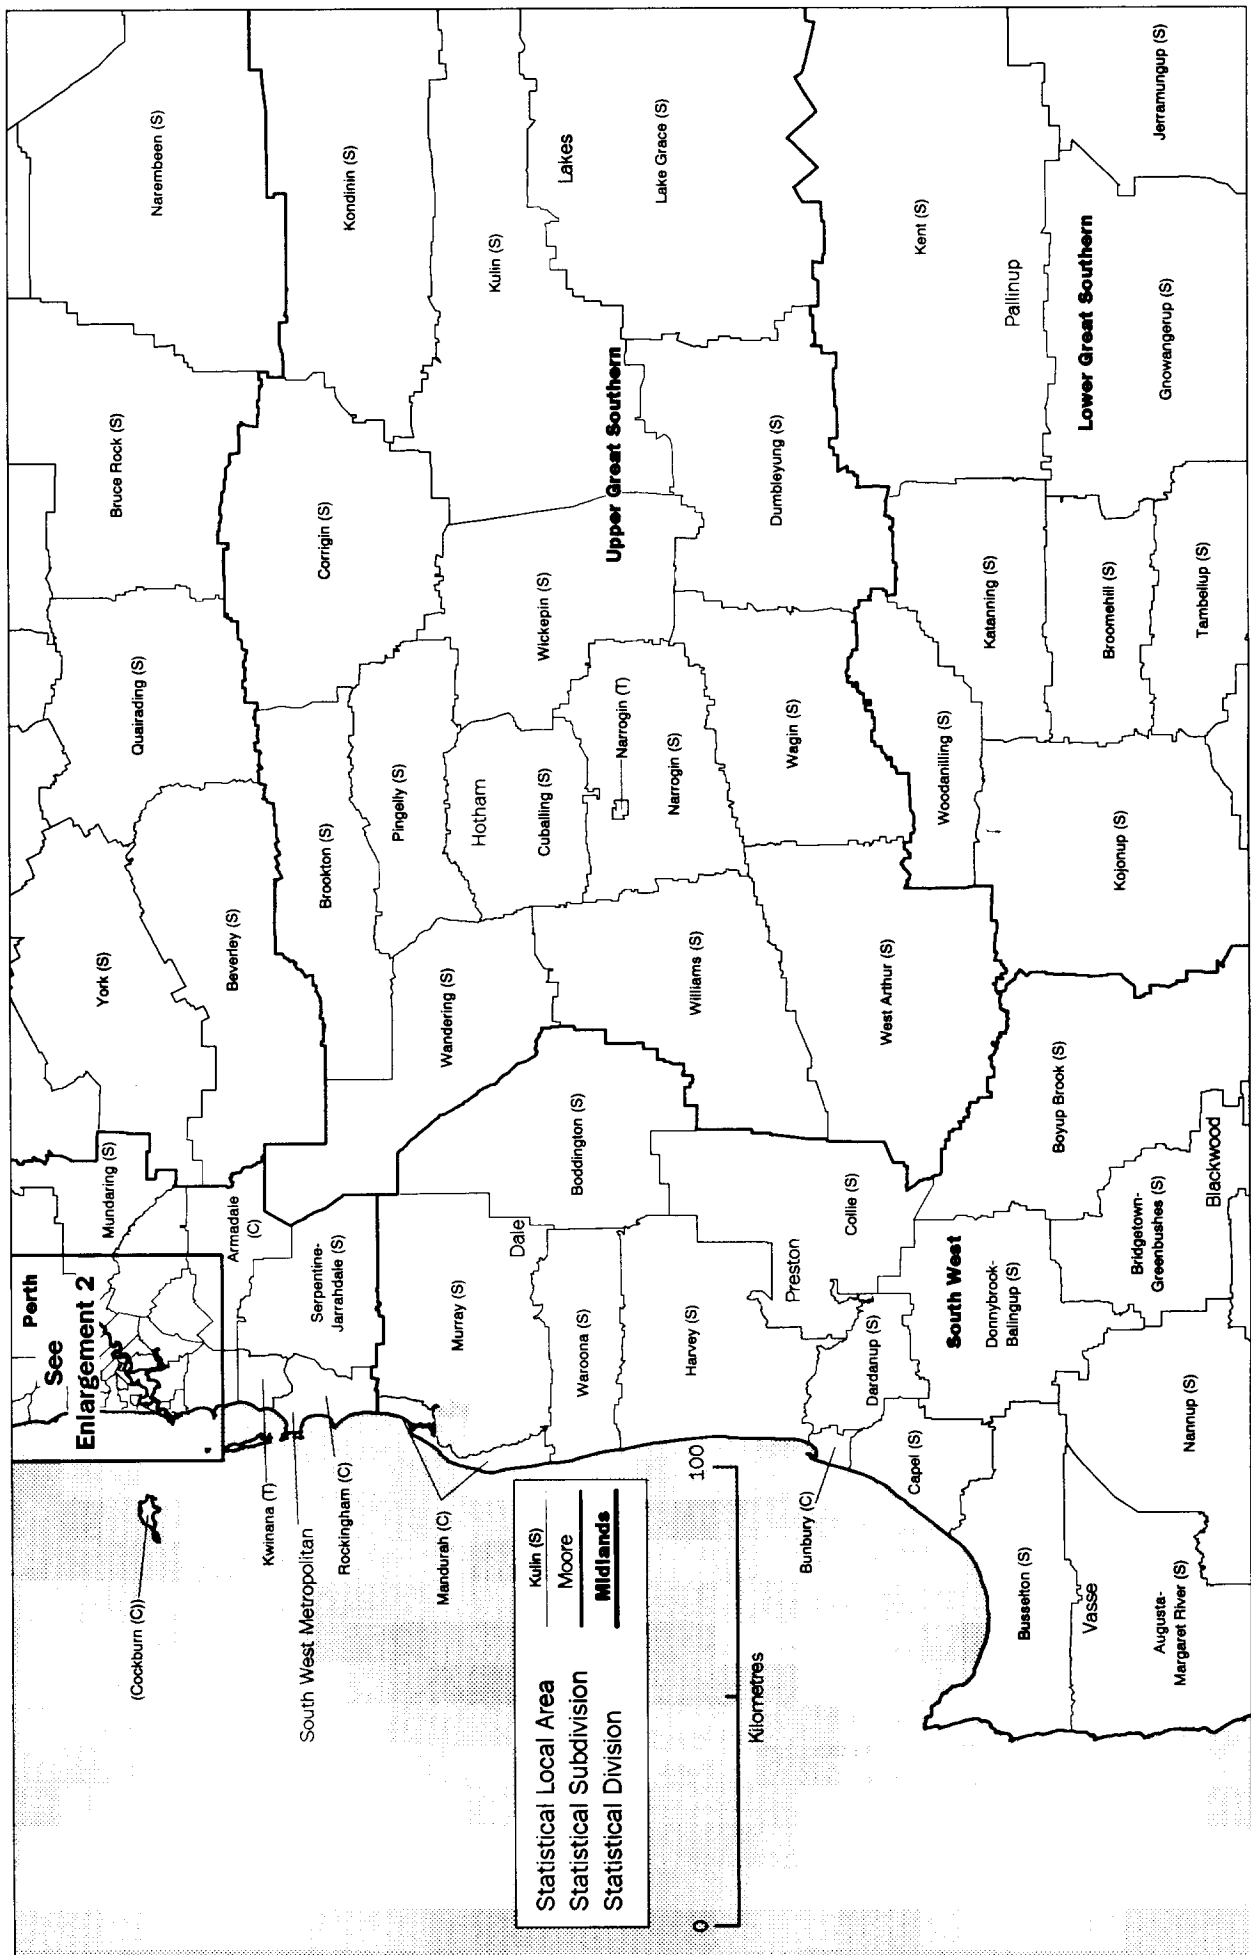 Perth
See
Enlargement 2
(Cockburn (C))
Mundaring (S)
York (S)
Quairading (S)
Bruce Rock (S)
Narembeen (S)
Armadale
(C)
Beverley (S)
Kwinana (T)
South West Metropolitan
Rockingham (C)
Serpentine-
Jarrahdale (S)
Brookton (S)
Corrigin (S)
Kondinin (S)
Mandurah (C)
Murray (S)
Wandering (S)
Pingelly (S)
Hotham
Kulin (S)
Dale
Cuballing (S)
Wickepin (S)
Lakes
Waroona (S)
Boddington (S)
Narrogin (T)
Upper Great Southern
Harvey (S)
Williams (S)
Narrogin (S)
Lake Grace (S)
Statistical Local Area
Kulin (S)
Statistical Subdivision
Moore
Statistical Division
Midlands
0
100
Kilometres
Preston
Wagin (S)
Dumbleyung (S)
Bunbury (C)
Dardanup (S)
Collie (S)
West Arthur (S)
Capel (S)
South West
Woodanilling (S)
Kent (S)
Donnybrook-
Balingup (S)
Katanning (S)
Pallinup
Busselton (S)
Boyup Brook (S)
Vasse
Lower Great Southern
Broomehill (S)
Kojonup (S)
Augusta-
Margaret River (S)
Nannup (S)
Bridgetown-
Greenbushes (S)
Blackwood
Tambellup (S)
Gnowangerup (S)
Jerramungup (S)